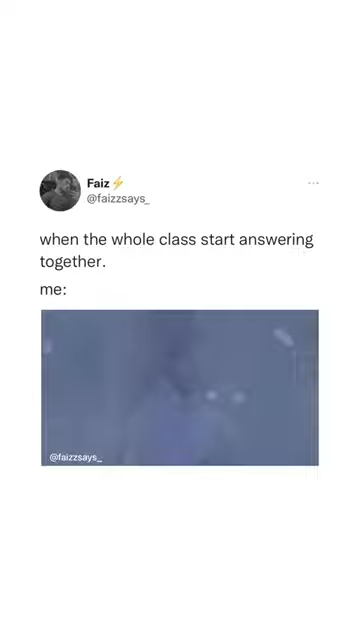 Faiz⚡
@faizzsays_
when the whole class start answering
together.
me:
@faizzsays_